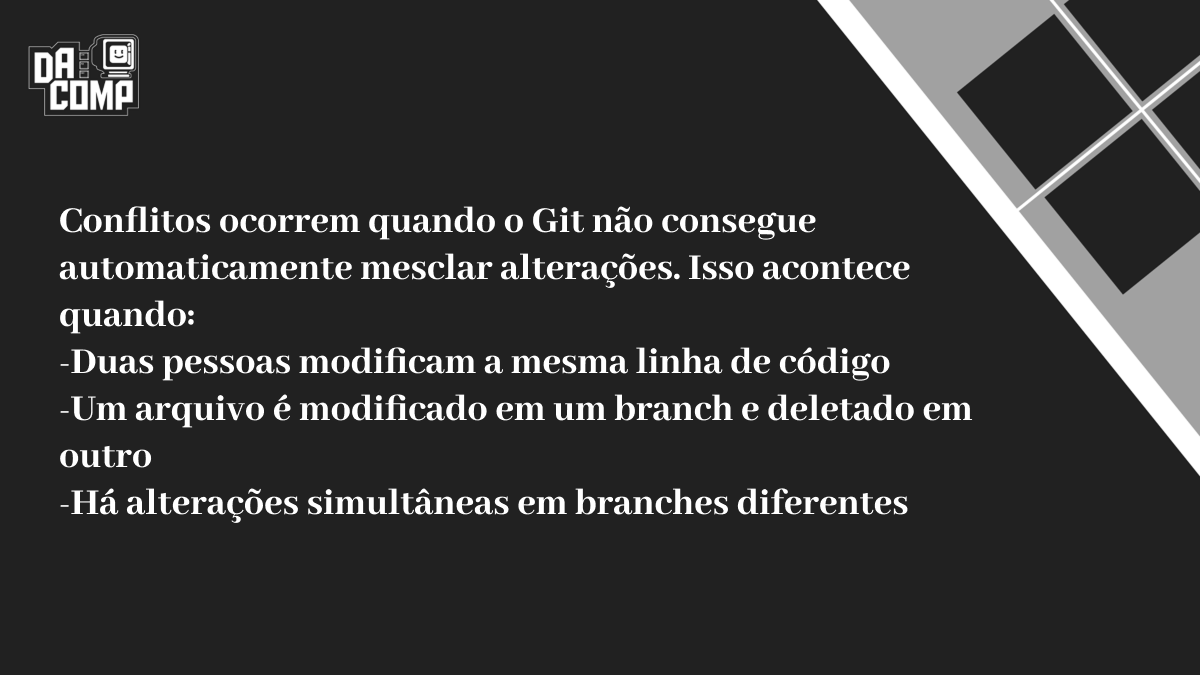 DA
COMP
Conflitos ocorrem quando o Git não consegue
automaticamente mesclar alterações. Isso acontece
quando:
-Duas pessoas modificam a mesma linha de código
-Um arquivo é modificado em um branch e deletado em
outro
-Há alterações simultâneas em branches diferentes